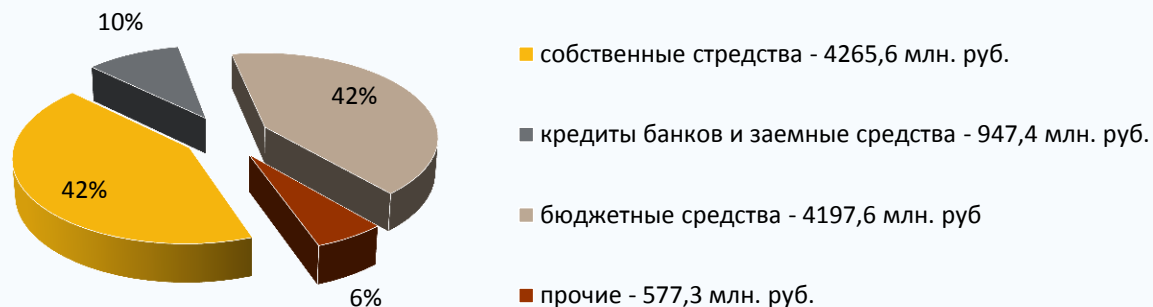 10%
42%
42%
6%
собственные стредства - 4265,6 млн. руб.
кредиты банков и заемные средства - 947,4 млн. руб.
бюджетные средства - 4197,6 млн. руб
прочие - 577,3 млн. руб.